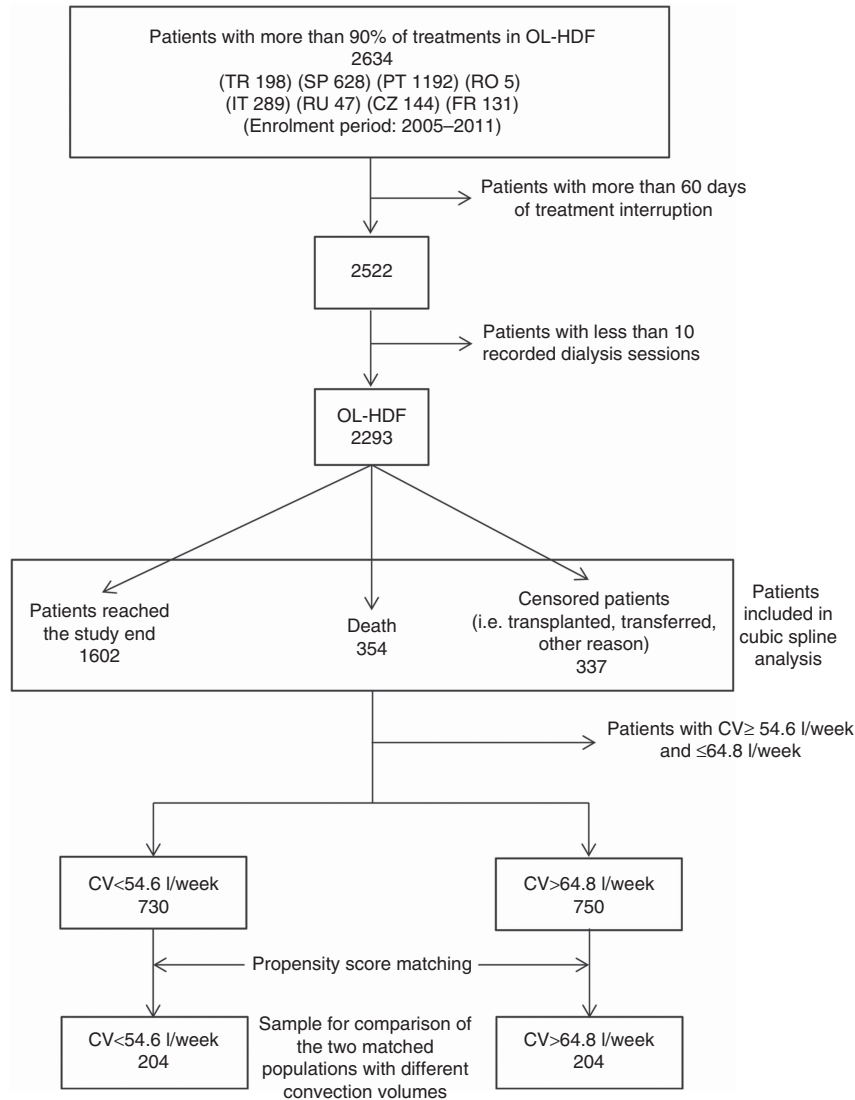 Patients with more than 90% of treatments in OL-HDF
2634
(TR 198) (SP 628) (PT 1192) (RO 5)
(IT 289) (RU 47) (CZ 144) (FR 131)
(Enrolment period: 2005–2011)
Patients with more than 60 days
of treatment interruption
2522
Patients with less than 10
recorded dialysis sessions
OL-HDF
2293
Patients reached
the study end
1602
Death
354
Censored patients
(i.e. transplanted, transferred,
other reason)
337
Patients
included in
cubic spline
analysis
Patients with CV≥ 54.6 l/week
and ≤64.8 l/week
CV<54.6 l/week
730
CV>64.8 l/week
750
Propensity score matching
CV<54.6 l/week
204
Sample for comparison of
the two matched
populations with different
convection volumes
CV>64.8 l/week
204